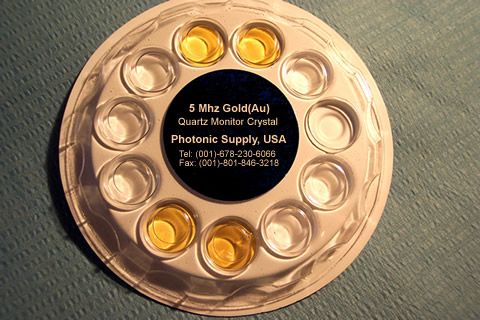 5 Mhz Gold(Au)
Quartz Monitor Crystal
Photonic Supply, USA
Tel: (001)-678-230-6066
Fax: (001)-801-846-3218